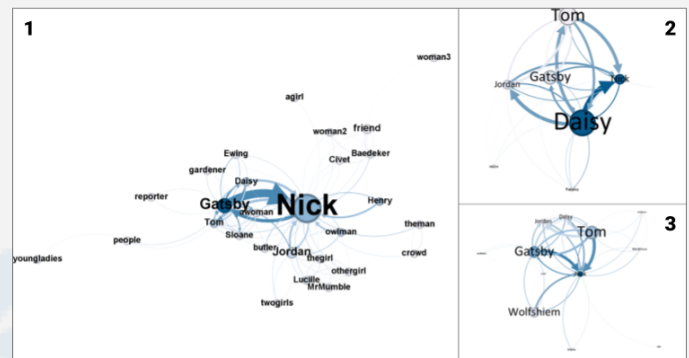 1
woman3
agirl
woman2 friend
Ewing
Civet Baedeker
gardener
Daisy
reporter
Gatsby
woman
Nick
Henry
Tom
Sloane
owlman
theman
people
butler
Jordan
thegirl
crowd
youngladies
othergirl
Lucille
MrMumble
twogirls
2
Tom
Jordan
Gatsby
Nick
Daisy
3
Jordan
Daisy
Tom
Gatsby
Wolfshiem